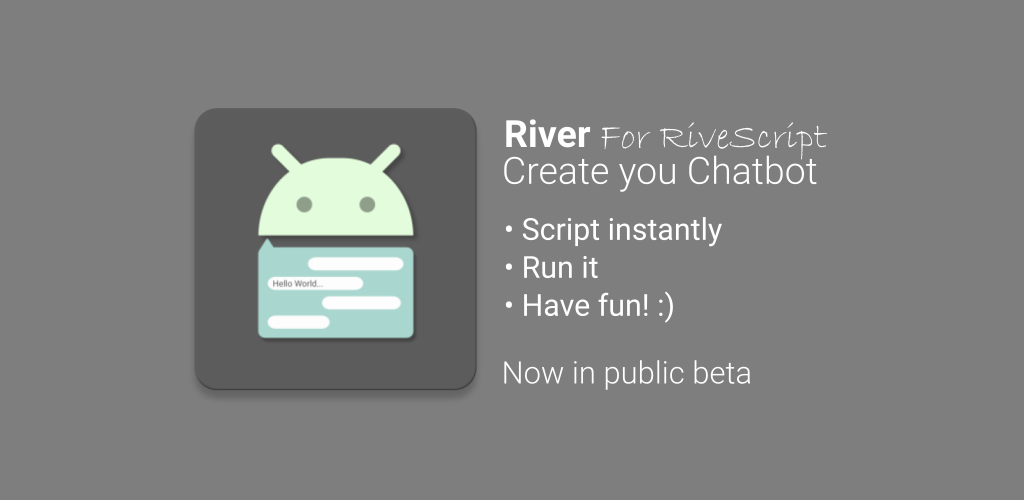 River For RiveScript
Create you Chatbot
• Script instantly
• Run it
• Have fun! :)
Now in public beta
Hello World...